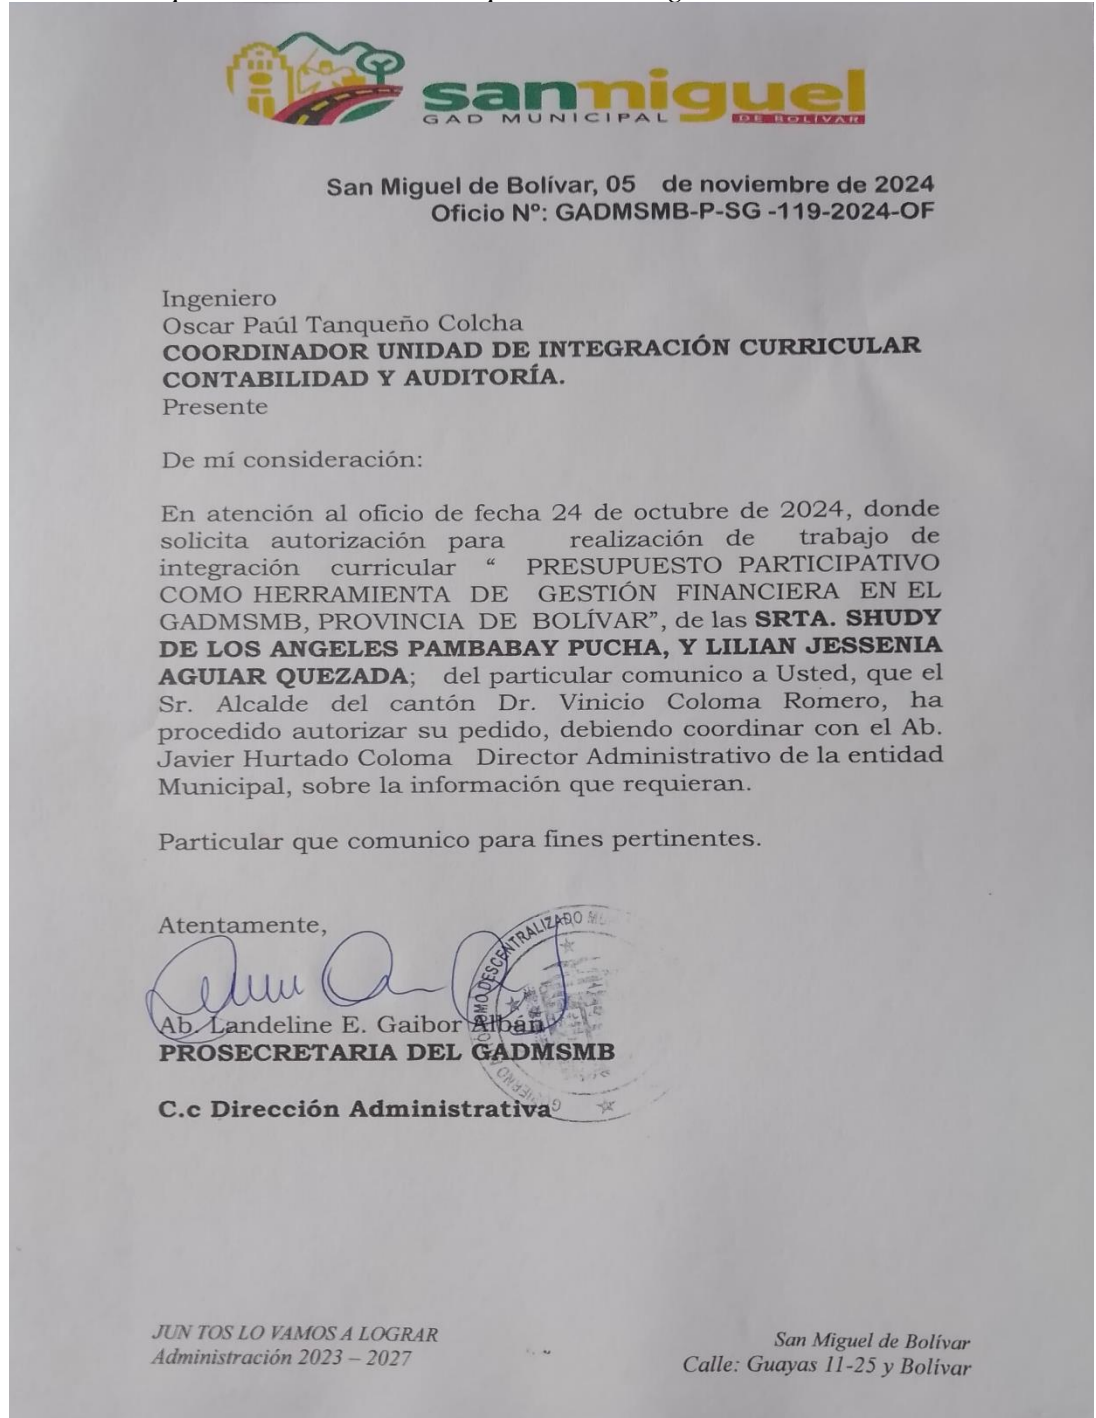 sanmiguel
GAD MUNICIPAL DE BOLIVAR
San Miguel de Bolívar, 05 de noviembre de 2024
Oficio Nº: GADMSMB-P-SG -119-2024-OF
Ingeniero
Oscar Paúl Tanqueño Colcha
COORDINADOR UNIDAD DE INTEGRACIÓN CURRICULAR
CONTABILIDAD Y AUDITORÍA.
Presente
De mí consideración:
En atención al oficio de fecha 24 de octubre de 2024, donde
solicita autorización para realización de trabajo de
integración curricular “ PRESUPUESTO PARTICIPATIVO
COMO HERRAMIENTA DE GESTIÓN FINANCIERA EN EL
GADMSMB, PROVINCIA DE BOLÍVAR”, de las SRTA. SHUDY
DE LOS ANGELES PAMBABAY PUCHA, Y LILIAN JESSENIA
AGUIAR QUEZADA; del particular comunico a Usted, que el
Sr. Alcalde del cantón Dr. Vinicio Coloma Romero, ha
procedido autorizar su pedido, debiendo coordinar con el Ab.
Javier Hurtado Coloma Director Administrativo de la entidad
Municipal, sobre la información que requieran.
Particular que comunico para fines pertinentes.
Atentamente,
Ab. Landeline E. Gaibor Albán
PROSECRETARIA DEL GADMSMB
C.c Dirección Administrativa
DESCENTRALIZADO
JUN TOS LO VAMOS A LOGRAR
Administración 2023 – 2027
San Miguel de Bolívar
Calle: Guayas 11-25 y Bolívar